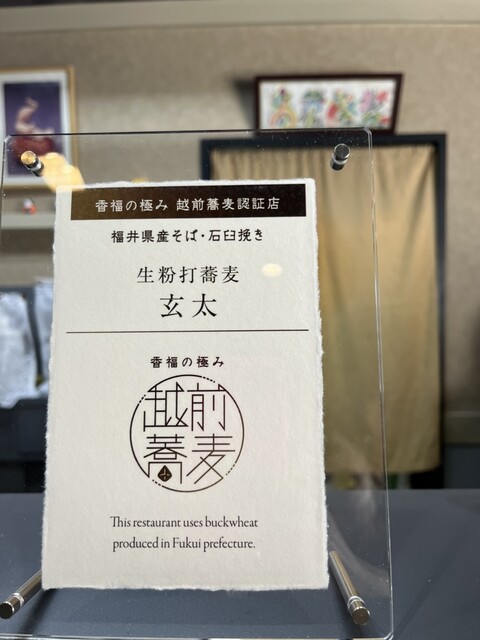 香福の極み 越前蕎麦認証店
福井県産そば・石臼挽き
生粉打蕎麦
玄太
香福の極み
越前
蕎麦
This restaurant uses buckwheat
produced in Fukui prefecture.